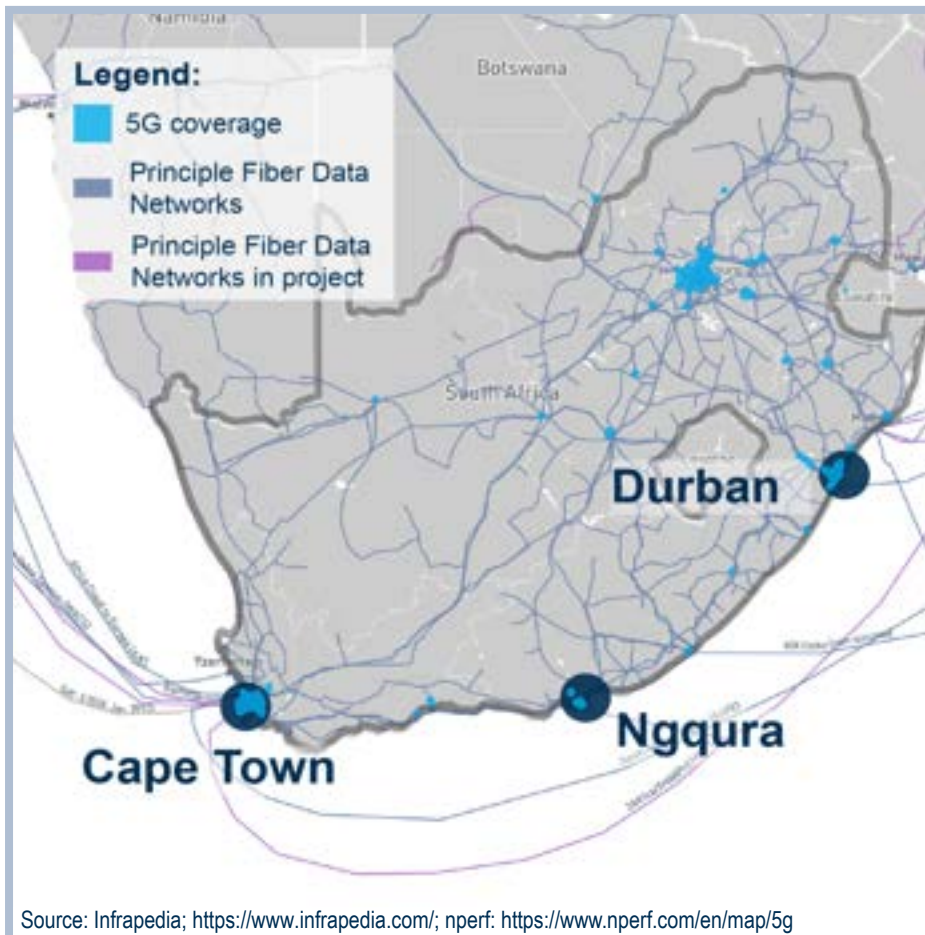 Namibia
Botswana
Legend:
5G coverage
Principle Fiber Data
Networks
Principle Fiber Data
Networks in project
South Africa
Durban
Ngqura
Cape Town
Source: Infrapedia; https://www.infrapedia.com/; nperf: https://www.nperf.com/en/map/5g